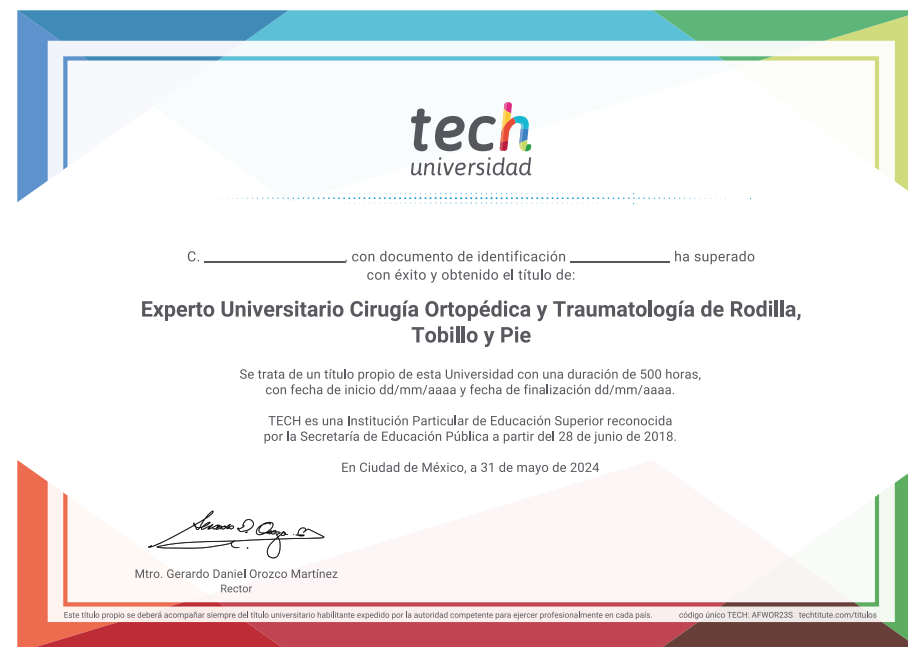 tech
universidad
C. ____________, con documento de identificación ____________ ha superado
con éxito y obtenido el título de:
Experto Universitario Cirugía Ortopédica y Traumatología de Rodilla,
Tobillo y Pie
Se trata de un título propio de esta Universidad con una duración de 500 horas,
con fecha de inicio dd/mm/aaaa y fecha de finalización dd/mm/aaaa.
TECH es una Institución Particular de Educación Superior reconocida
por la Secretaría de Educación Pública a partir del 28 de junio de 2018.
En Ciudad de México, a 31 de mayo de 2024
Mtro. Gerardo Daniel Orozco Martínez
Rector
Este título propio se deberá acompañar siempre del título universitario habilitante expedido por la autoridad competente para ejercer profesionalmente en cada país. código único TECH: AFWOR23S techtitute.com/titulos